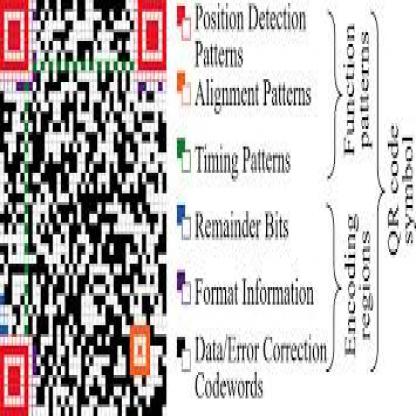 Position Detection
Patterns
Alignment Patterns
Timing Patterns
Remainder Bits
Format Information
Data/Error Correction
Codewords
Function
patterns
Encoding
regions
QR code
symbol